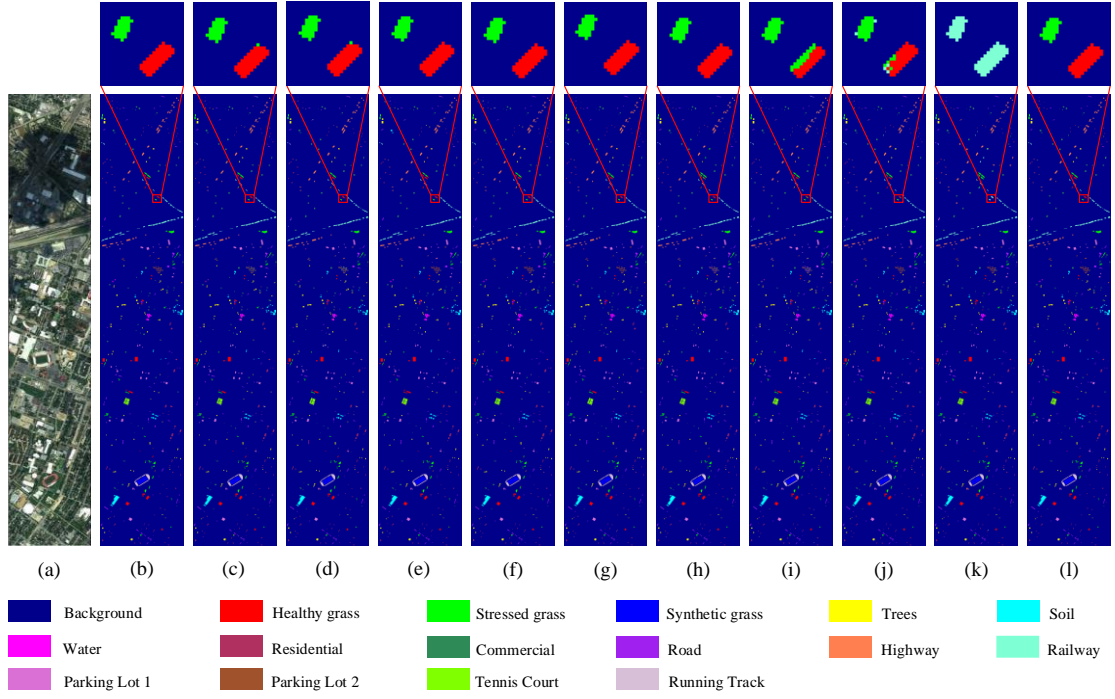 (a) (b) (c) (d) (e) (f) (g) (h) (i) (j) (k) (l)
Background Healthy grass Stressed grass Synthetic grass Trees Soil
Water Residential Commercial Road Highway Railway
Parking Lot 1 Parking Lot 2 Tennis Court Running Track